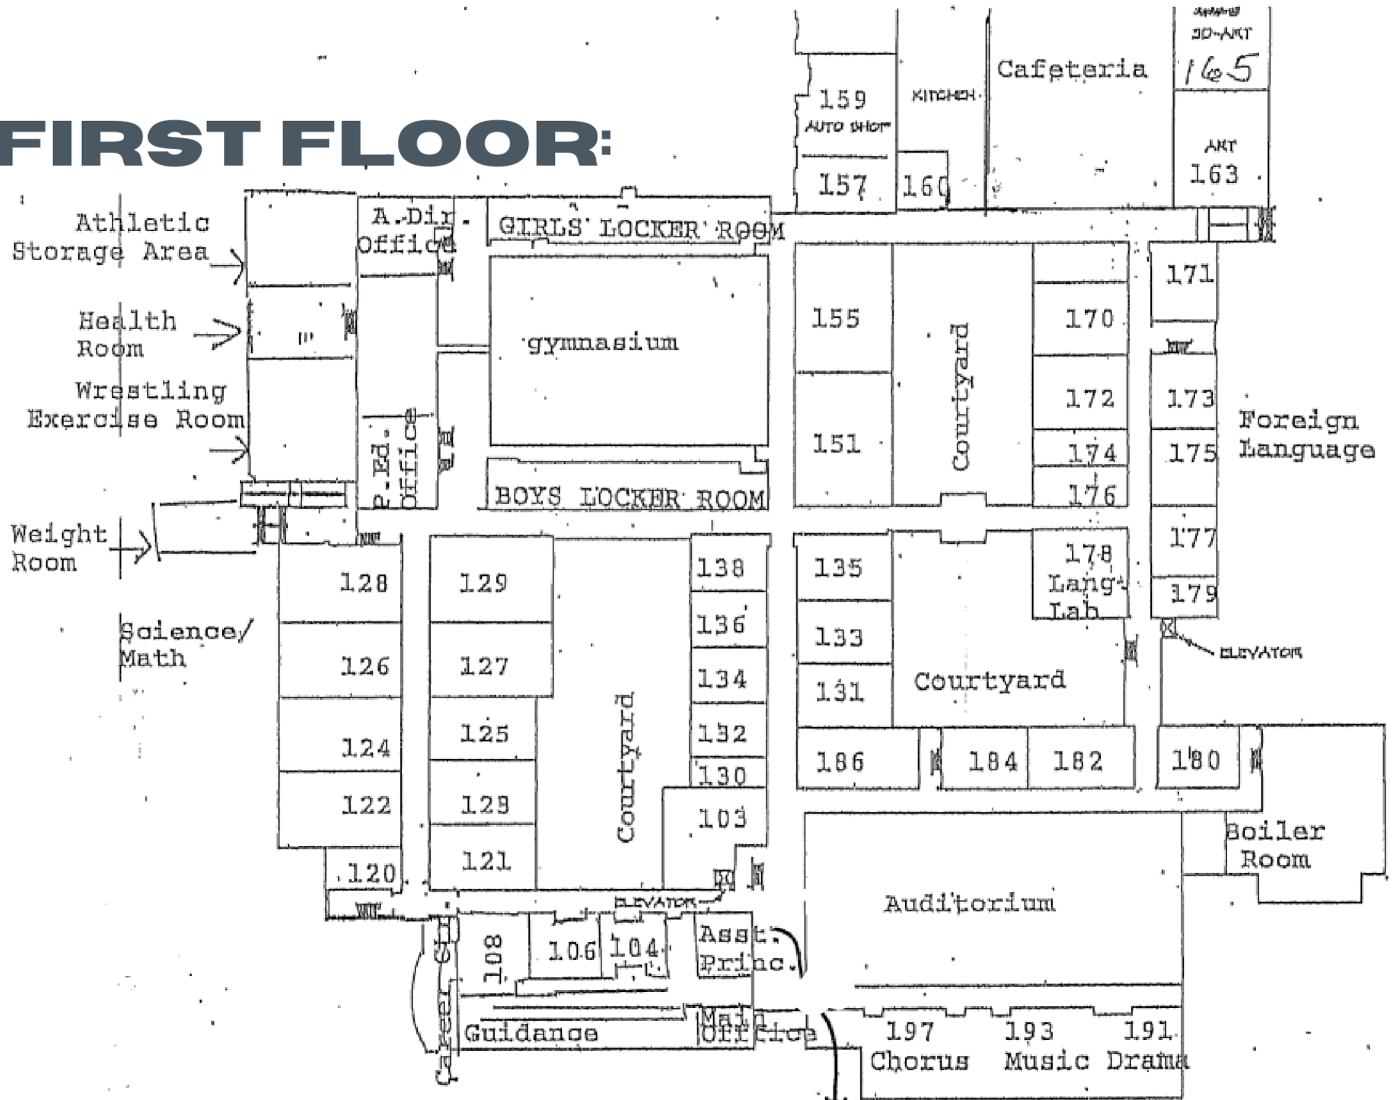 FIRST FLOOR:
3D-ART
165
Cafeteria
KITCHEN
159
AUTO SHOP
ART
163
157
160
Athletic
Storage Area
A.Dir.
Office
GIRLS' LOCKER ROOM
171
Health
Room
gymnasium
155
Courtyard
170
Wrestling
Exercise Room
172
173
Foreign
Language
P.Ed.
Office
151
174
175
176
BOYS LOCKER ROOM
Weight
Room
177
178
Lang.
Lab
128
129
138
135
179
Science/
Math
136
133
ELEVATOR
126
127
134
131
Courtyard
Courtyard
124
125
132
186
184
182
180
130
122
123
103
Boiler
Room
120
121
ELEVATOR
Auditorium
108
106
104
Asst.
Princ.
Career Ctr
Guidance
Main
Office
197
193
191
Chorus
Music
Drama